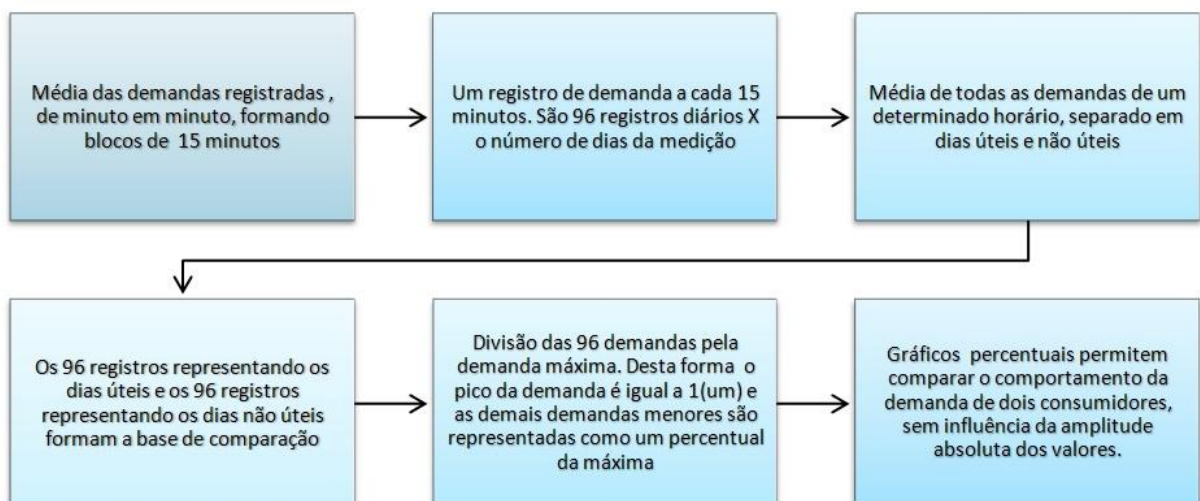 Média das demandas registradas ,
de minuto em minuto, formando
blocos de 15 minutos
Um registro de demanda a cada 15
minutos. São 96 registros diários X
o número de dias da medição
Média de todas as demandas de um
determinado horário, separado em
dias úteis e não úteis
Os 96 registros representando os
dias úteis e os 96 registros
representando os dias não úteis
formam a base de comparação
Divisão das 96 demandas pela
demanda máxima. Desta forma o
pico da demanda é igual a 1(um) e
as demais demandas menores são
representadas como um percentual
da máxima
Gráficos percentuais permitem
comparar o comportamento da
demanda de dois consumidores,
sem influência da amplitude
absoluta dos valores.